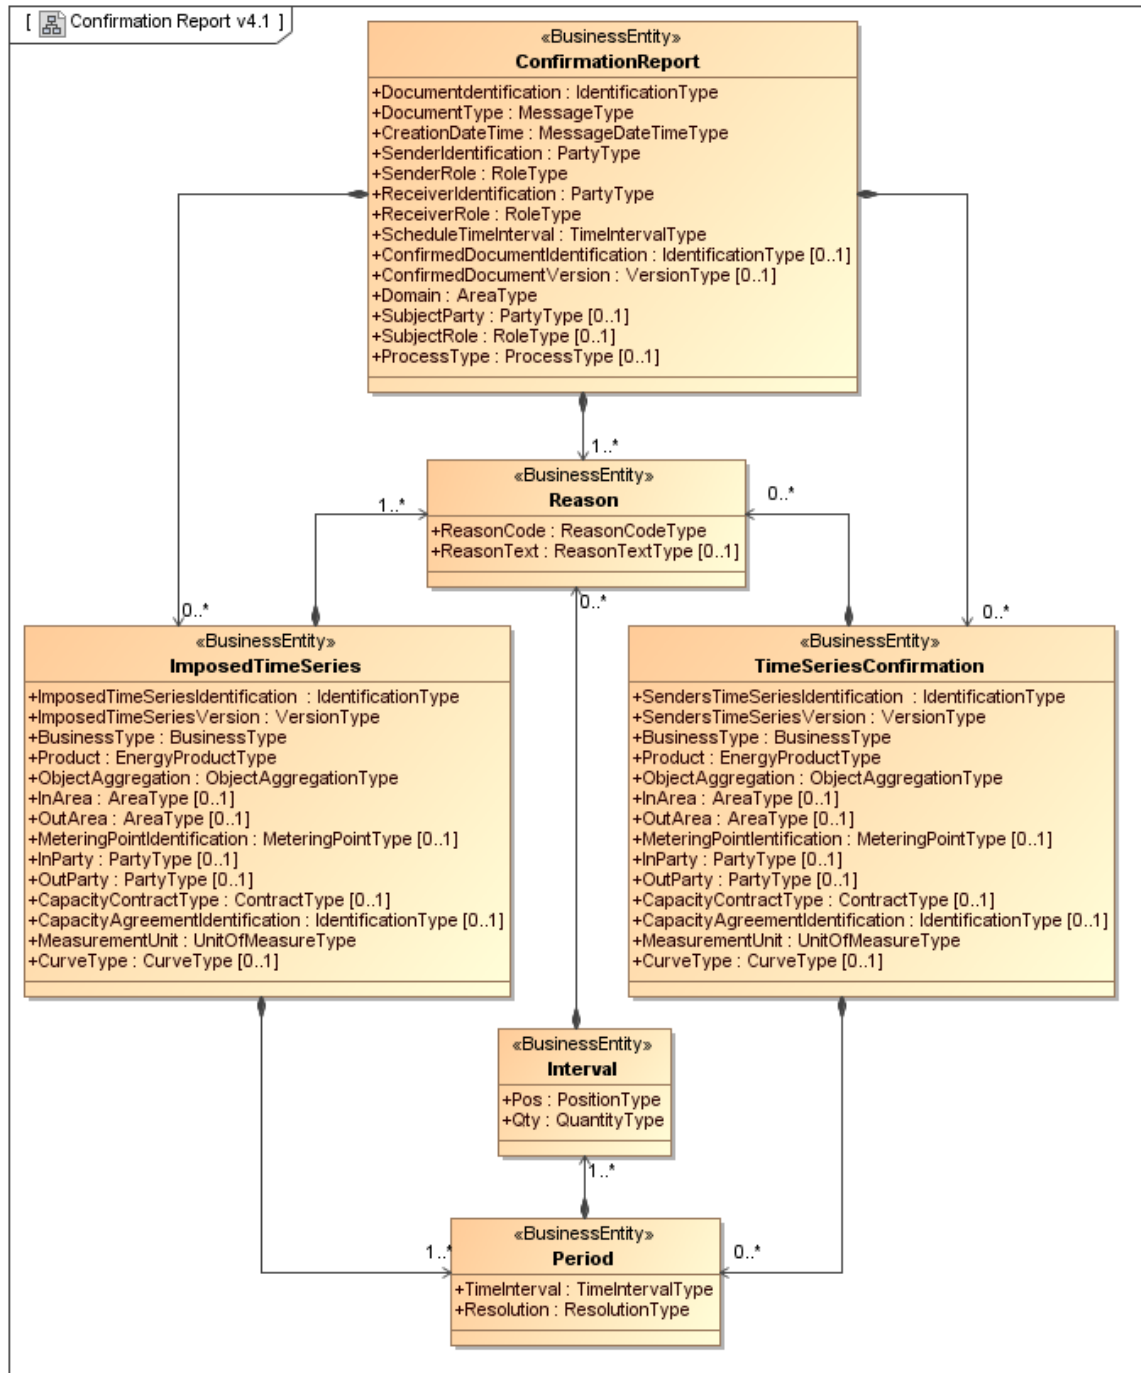 [ Confirmation Report v4.1 ]
«BusinessEntity»
ConfirmationReport
+Documentdentification : IdentificationType
+DocumentType : MessageType
+CreationDateTime : MessageDateTimeType
+SenderIdentification : PartyType
+SenderRole : RoleType
+ReceiverIdentification : PartyType
+ReceiverRole : RoleType
+ScheduleTimeInterval : TimeIntervalType
+ConfirmedDocumentIdentification : IdentificationType [0..1]
+ConfirmedDocumentVersion : VersionType [0..1]
+Domain : AreaType
+SubjectParty : PartyType [0..1]
+SubjectRole : RoleType [0..1]
+ProcessType : ProcessType [0..1]
1..*
«BusinessEntity»
Reason
+ReasonCode : ReasonCodeType
+ReasonText : ReasonTextType [0..1]
1..*
0..*
0..*
0..*
0..*
«BusinessEntity»
ImposedTimeSeries
+ImposedTimeSeriesIdentification : IdentificationType
+ImposedTimeSeriesVersion : VersionType
+BusinessType : BusinessType
+Product : EnergyProductType
+ObjectAggregation : ObjectAggregationType
+InArea : AreaType [0..1]
+OutArea : AreaType [0..1]
+MeteringPointIdentification : MeteringPointType [0..1]
+InParty : PartyType [0..1]
+OutParty : PartyType [0..1]
+CapacityContractType : ContractType [0..1]
+CapacityAgreementIdentification : IdentificationType [0..1]
+MeasurementUnit : UnitOfMeasureType
+CurveType : CurveType [0..1]
«BusinessEntity»
TimeSeriesConfirmation
+SendersTimeSeriesIdentification : IdentificationType
+SendersTimeSeriesVersion : VersionType
+BusinessType : BusinessType
+Product : EnergyProductType
+ObjectAggregation : ObjectAggregationType
+InArea : AreaType [0..1]
+OutArea : AreaType [0..1]
+MeteringPointIentification : MeteringPointType [0..1]
+InParty : PartyType [0..1]
+OutParty : PartyType [0..1]
+CapacityContractType : ContractType [0..1]
+CapacityAgreementIdentification : IdentificationType [0..1]
+MeasurementUnit : UnitOfMeasureType
+CurveType : CurveType [0..1]
«BusinessEntity»
Interval
+Pos : PositionType
+Qty : QuantityType
1..*
1..*
0..*
«BusinessEntity»
Period
+TimeInterval : TimeIntervalType
+Resolution : ResolutionType